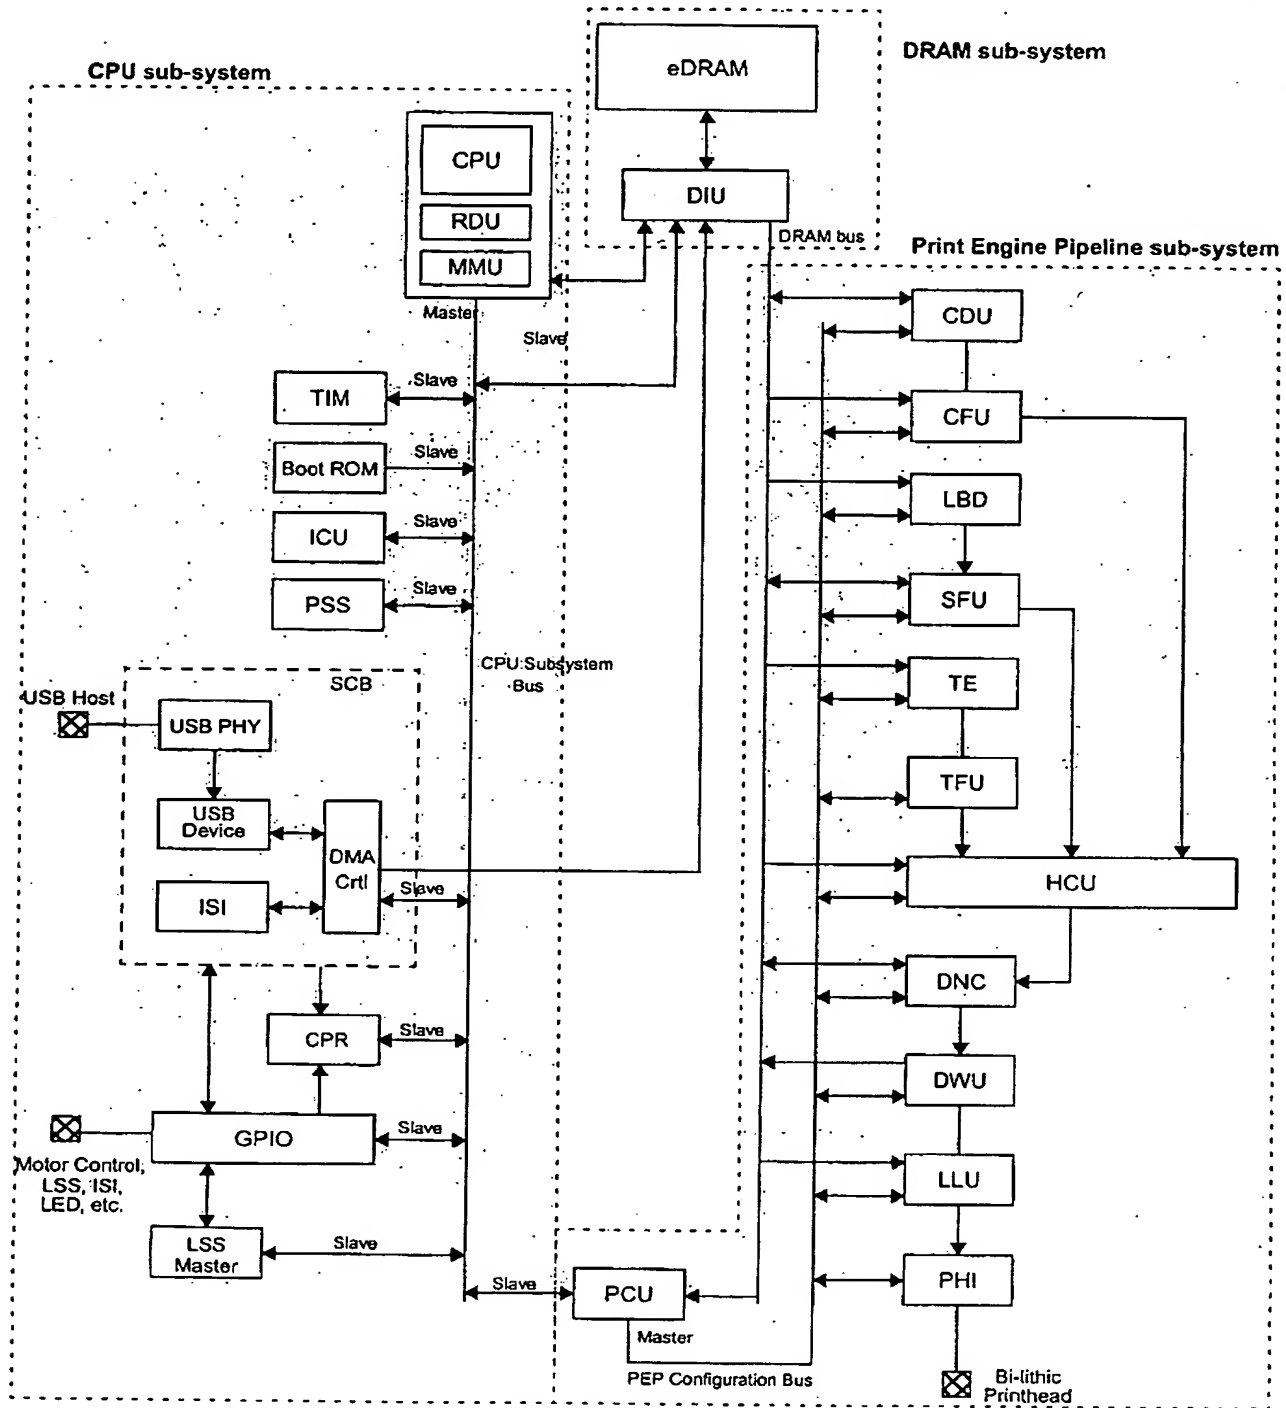 CPU sub-system
DRAM sub-system
eDRAM
CPU
RDU
MMU
DIU
DRAM bus
Print Engine Pipeline sub-system
Master
Slave
TIM
Slave
Boot ROM
Slave
ICU
Slave
PSS
Slave
CPU Subsystem
Bus
SCB
USB Host
USB PHY
USB
Device
DMA
Crtl
ISI
Slave
CPR
Slave
GPIO
Slave
Motor Control,
LSS, ISI,
LED, etc.
LSS
Master
Slave
Slave
PCU
Master
PEP Configuration Bus
CDU
CFU
LBD
SFU
TE
TFU
HCU
DNC
DWU
LLU
PHI
Bi-lithic
Printhead